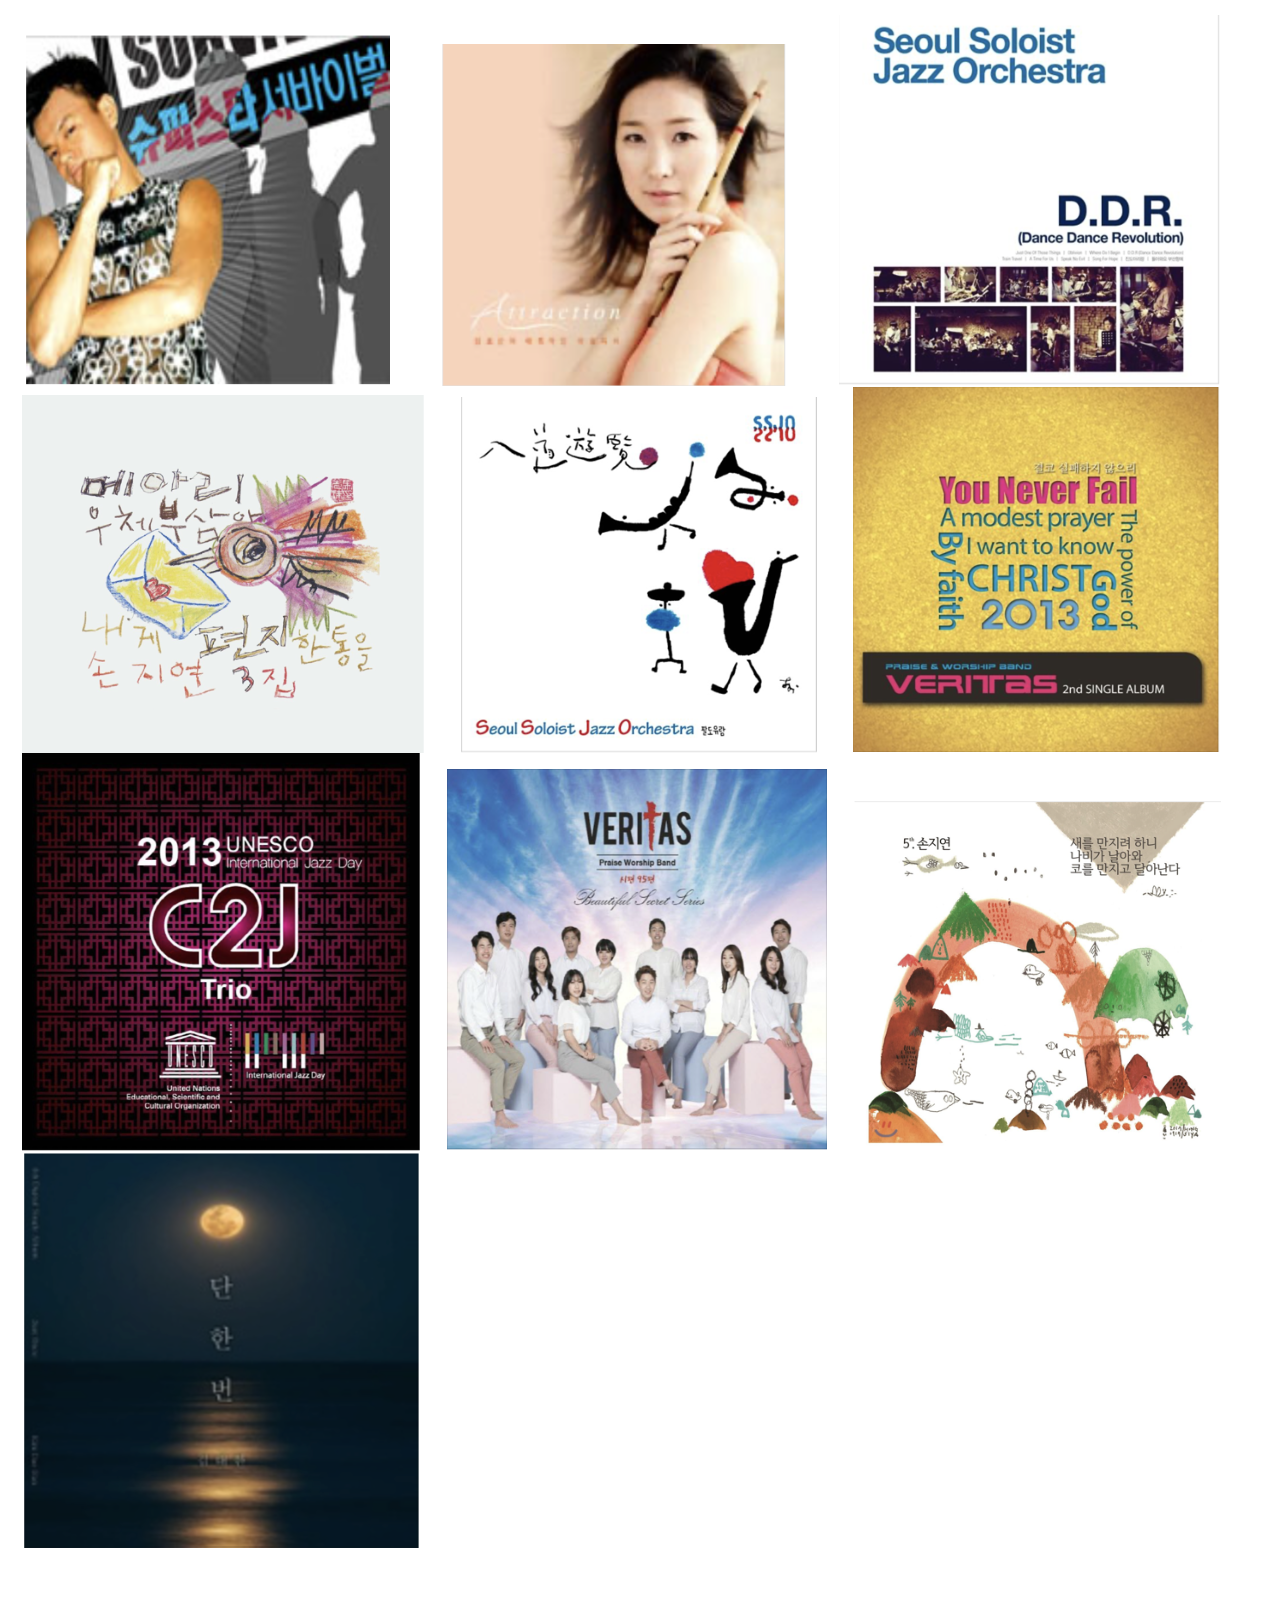 슈퍼스타서바이벌
Attraction
Seoul Soloist
Jazz Orchestra
D.D.R.
(Dance Dance Revolution)
메아리
우체부삼아
내게 편지한통을
손지연 3집
八道遊覽
SSJO
Seoul Soloist Jazz Orchestra 팔도유람
결코 실패하지 않으리
You Never Fail
A modest prayer
By faith
I want to know
CHRIST
2013
The power of
God
PRAISE & WORSHIP BAND
VERITAS 2nd SINGLE ALBUM
2013 UNESCO
International Jazz Day
C2J
Trio
UNESCO
United Nations
Educational, Scientific and
Cultural Organization
International Jazz Day
VERITAS
Praise Worship Band
시편 95편
Beautiful Secret Series
5th 손지연
새를 만지려 하니
나비가 날아와
코를 만지고 달아난다
단
한
번